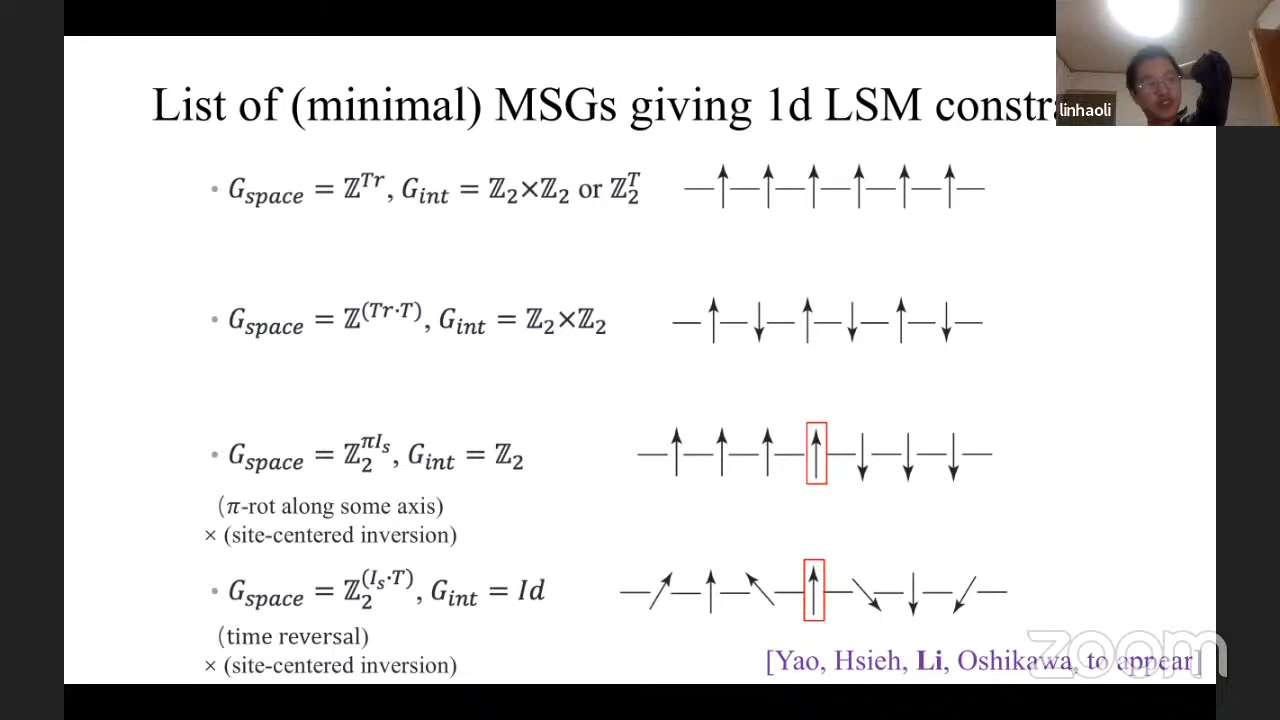 List of (minimal) MSGs giving 1d LSM constra
linhaoli
• G_space = ℤ^Tr, G_int = ℤ₂×ℤ₂ or ℤ₂^T
• G_space = ℤ^(Tr·T), G_int = ℤ₂×ℤ₂
• G_space = ℤ₂^πI_s, G_int = ℤ₂
(π-rot along some axis)
× (site-centered inversion)
• G_space = ℤ₂^(I_s·T), G_int = Id
(time reversal)
× (site-centered inversion)
[Yao, Hsieh, Li, Oshikawa, to appear]
zoom